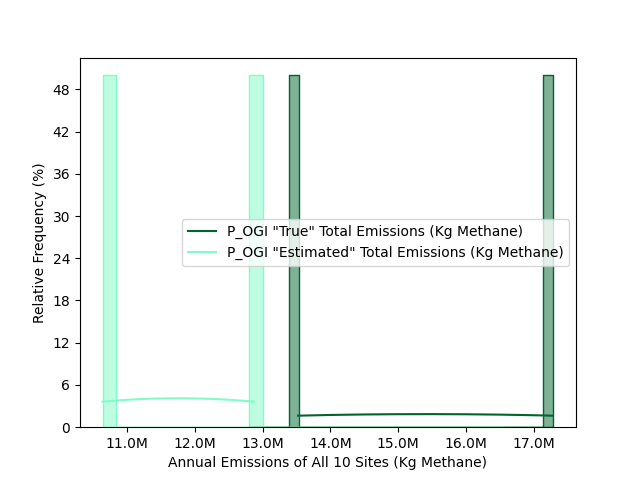 48
42
36
30
24
18
12
6
0
Relative Frequency (%)
P_OGI "True" Total Emissions (Kg Methane)
P_OGI "Estimated" Total Emissions (Kg Methane)
11.0M 12.0M 13.0M 14.0M 15.0M 16.0M 17.0M
Annual Emissions of All 10 Sites (Kg Methane)